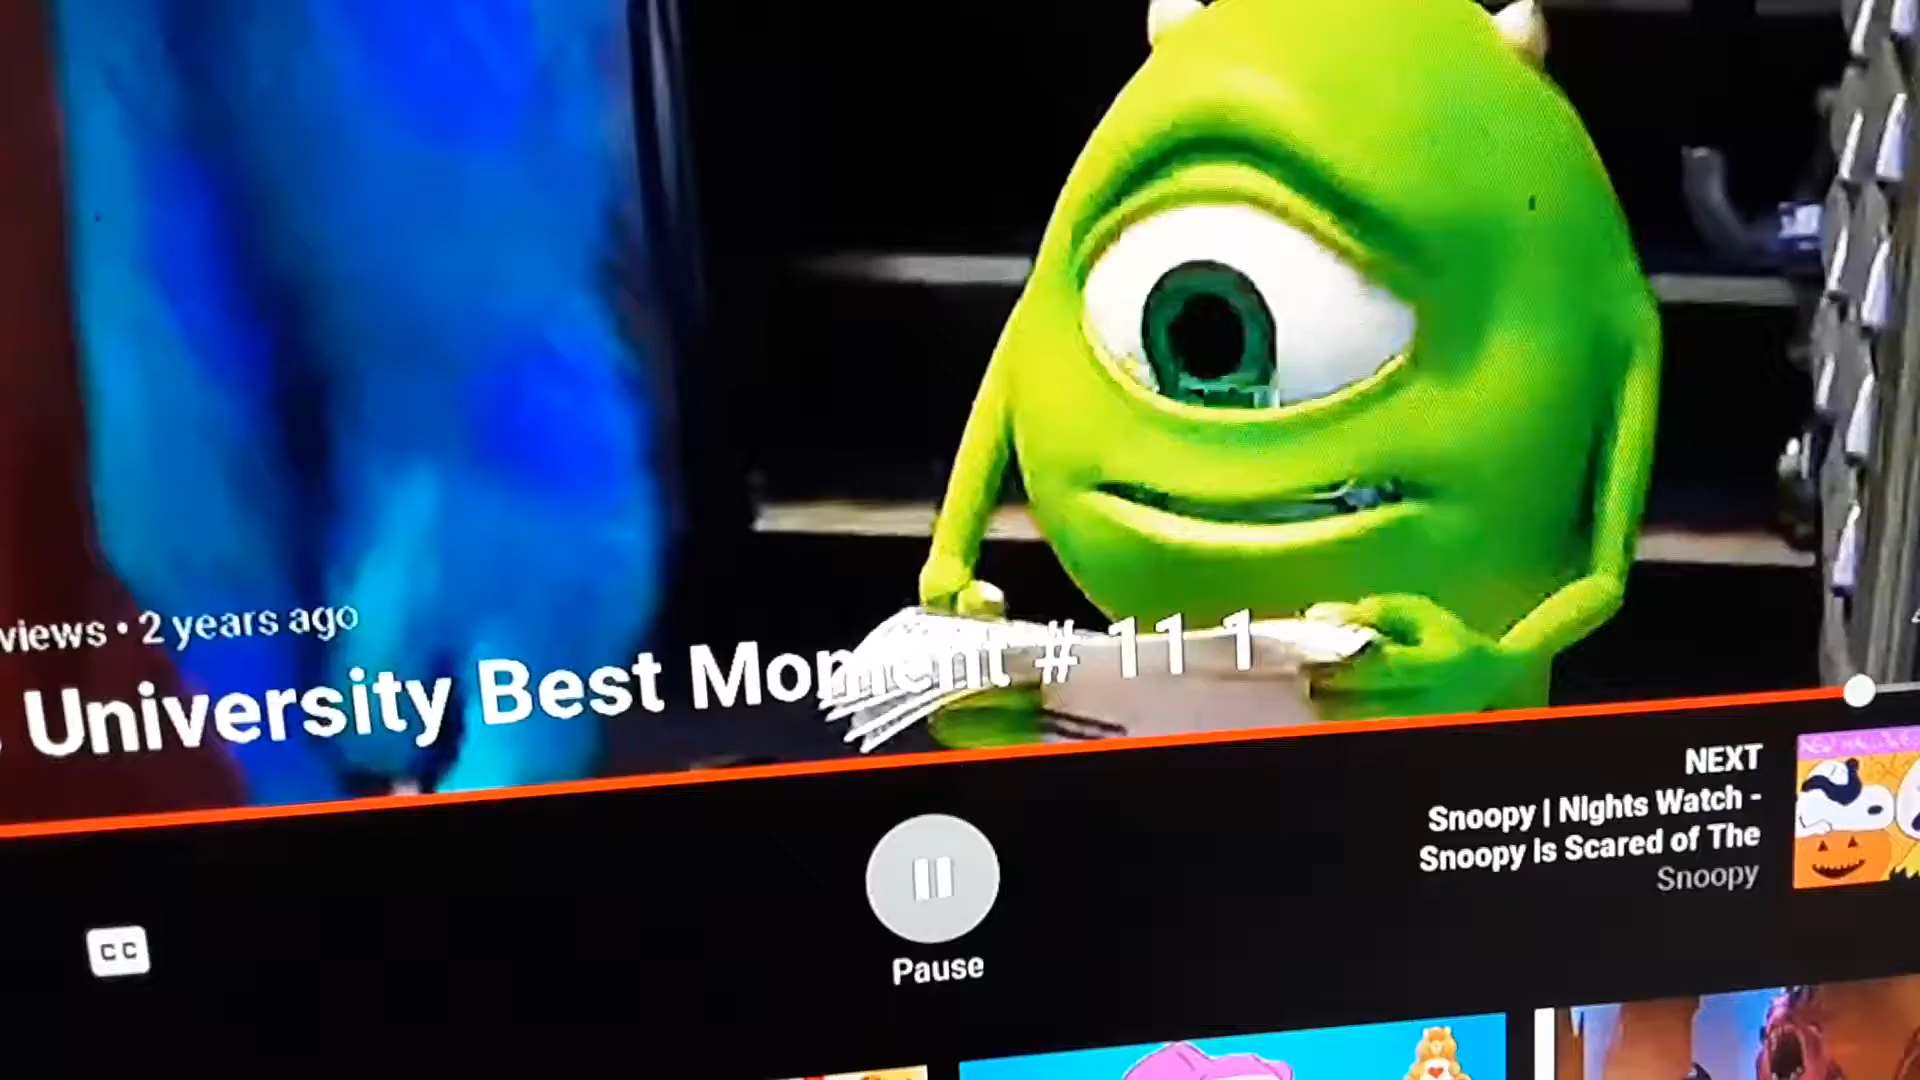 views • 2 years ago
University Best Moment # 11 1
NEXT
Snoopy | Nights Watch -
Snoopy is Scared of The
Snoopy
CC
Pause